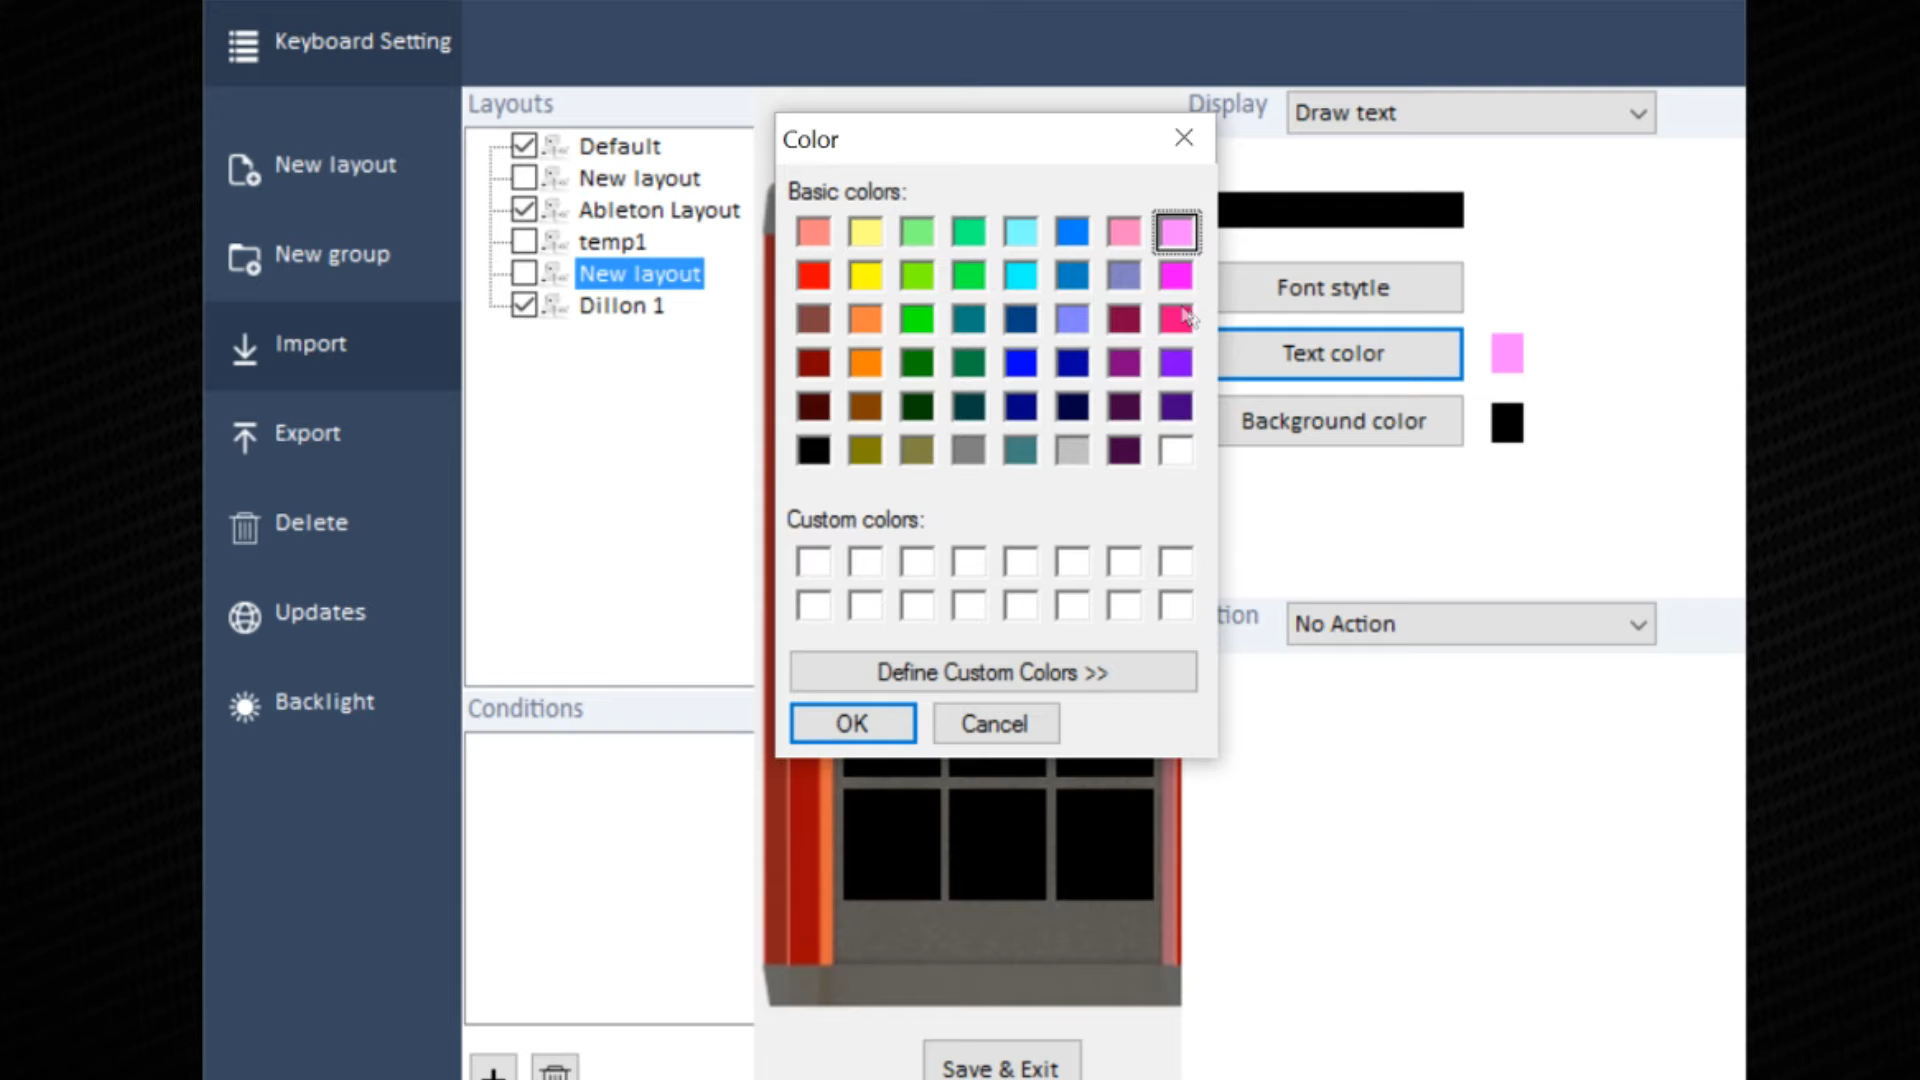 Keyboard Setting
New layout
New group
Import
Export
Delete
Updates
Backlight
Layouts
Default
New layout
Ableton Layout
temp1
New layout
Dillon 1
Conditions
Color
Basic colors:
Custom colors:
Define Custom Colors >>
OK
Cancel
Save & Exit
Display
Draw text
Font style
Text color
Background color
tion
No Action